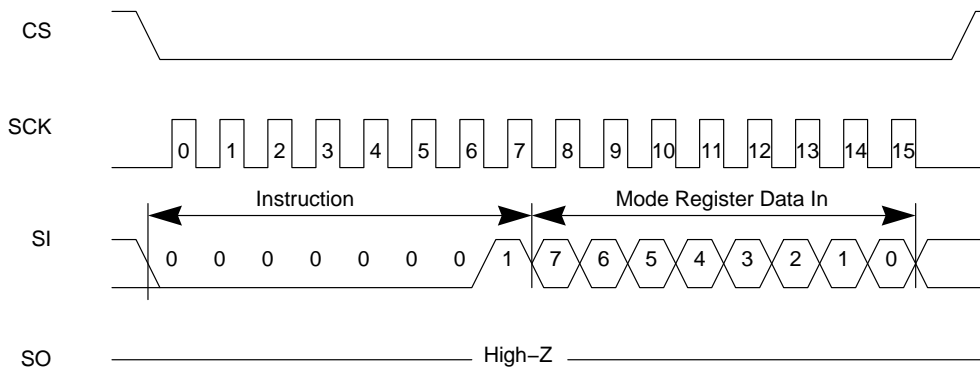 CS
SCK
0 1 2 3 4 5 6 7 8 9 10 11 12 13 14 15
Instruction Mode Register Data In
SI
0 0 0 0 0 0 0 1 7 6 5 4 3 2 1 0
SO High−Z